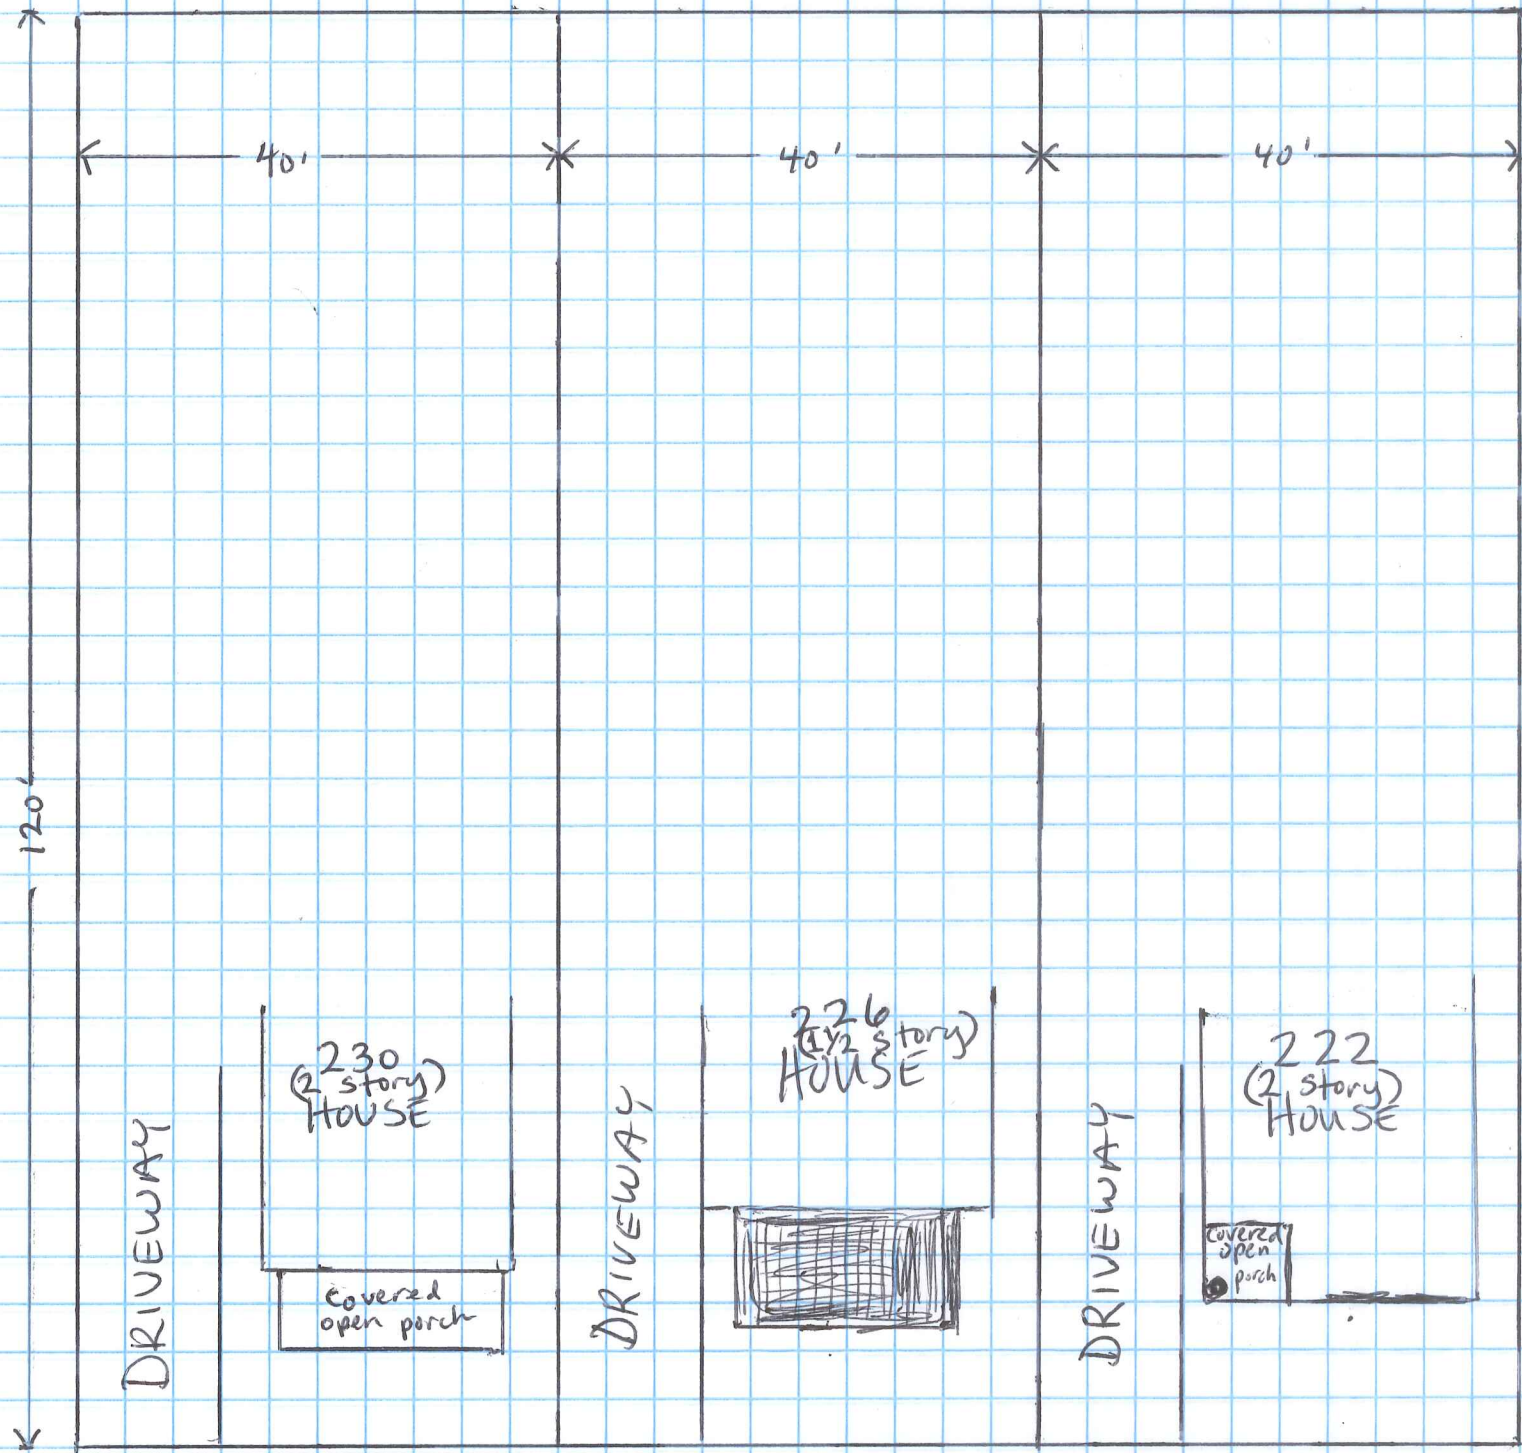 40'
40'
40'
120'
230
(2 story)
HOUSE
226
(1½ story)
HOUSE
222
(2 story)
HOUSE
DRIVEWAY
DRIVEWAY
DRIVEWAY
covered
open porch
covered
open
porch